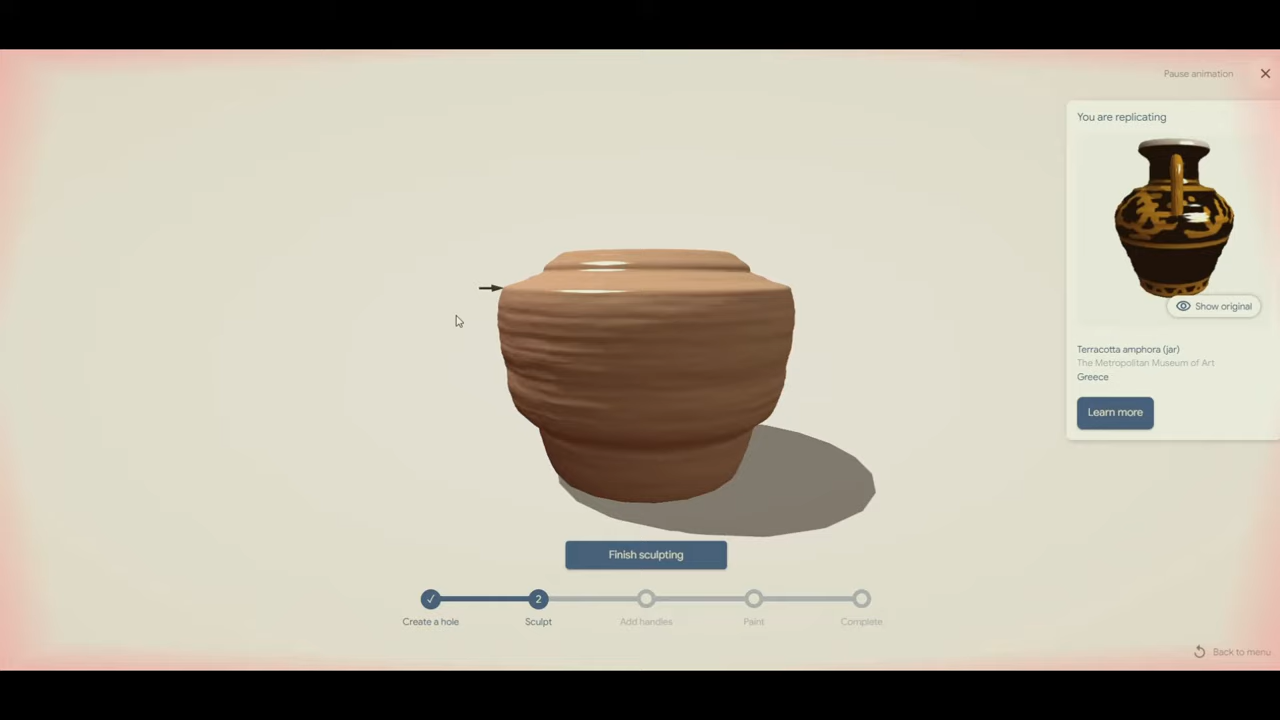 Pause animation
You are replicating
Show original
Terracotta amphora (jar)
The Metropolitan Museum of Art
Greece
Learn more
Finish sculpting
2
Create a hole
Sculpt
Add handles
Paint
Complete
Back to menu